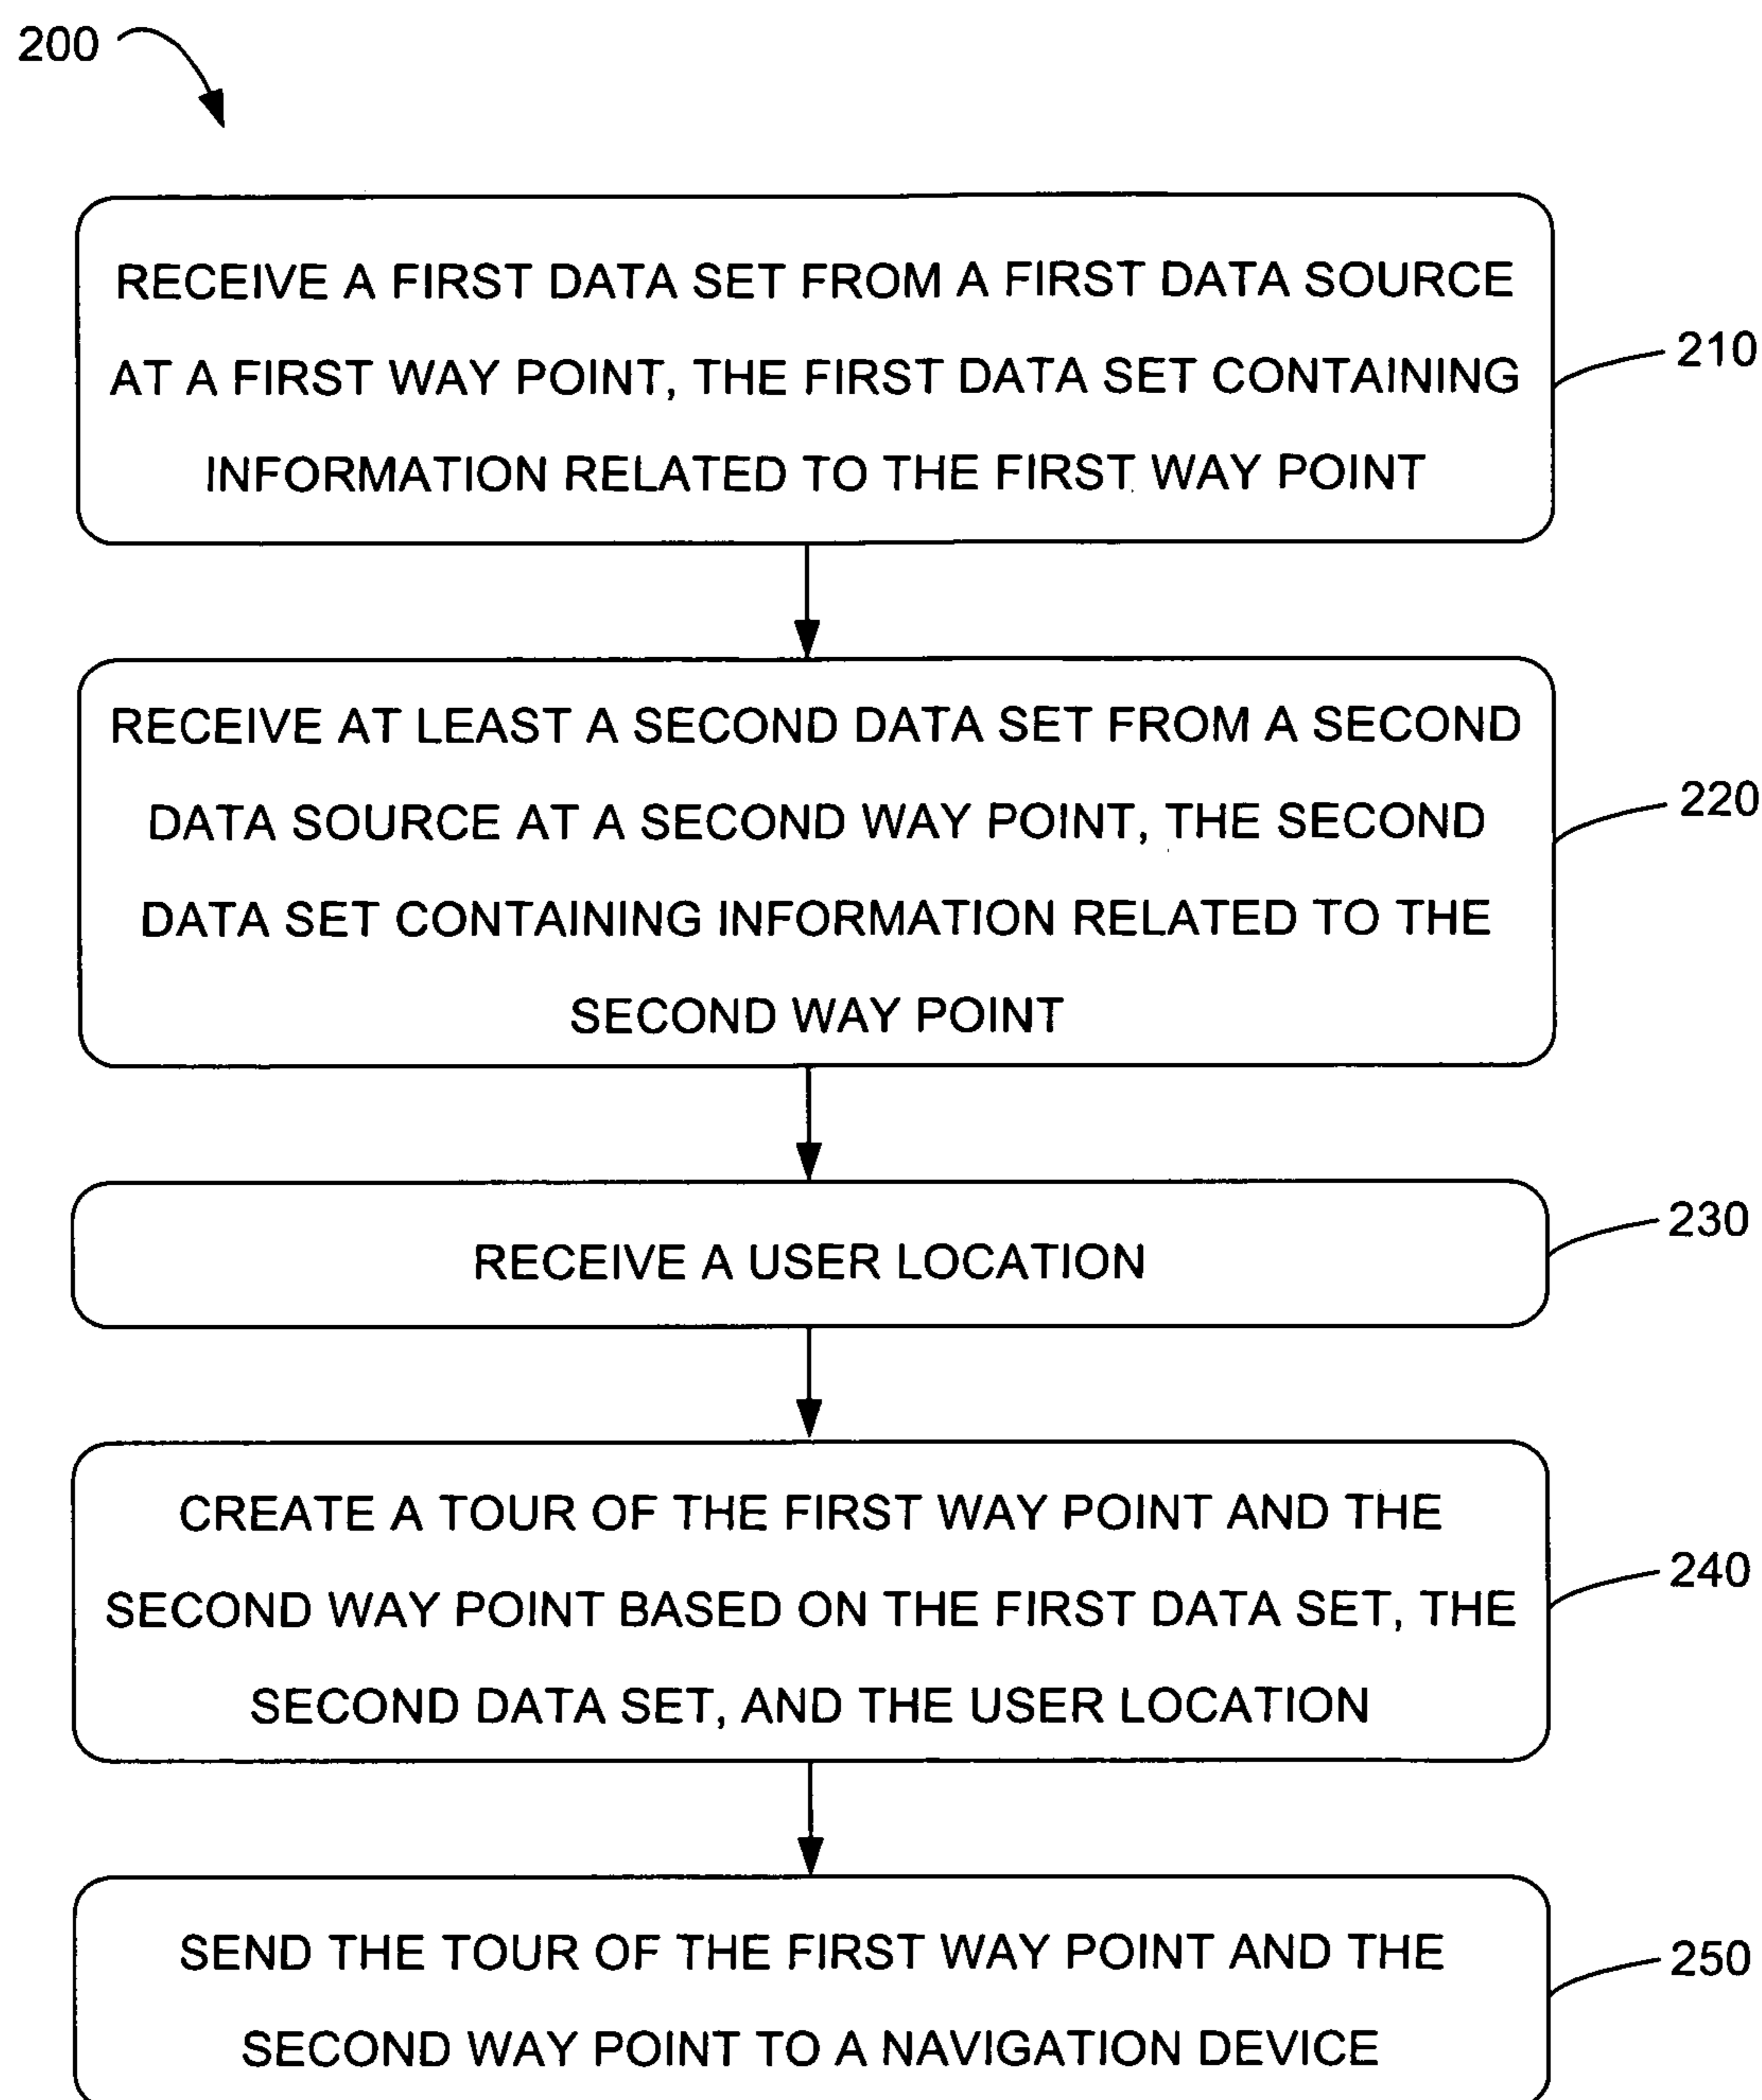 200
RECEIVE A FIRST DATA SET FROM A FIRST DATA SOURCE
AT A FIRST WAY POINT, THE FIRST DATA SET CONTAINING
INFORMATION RELATED TO THE FIRST WAY POINT
210
RECEIVE AT LEAST A SECOND DATA SET FROM A SECOND
DATA SOURCE AT A SECOND WAY POINT, THE SECOND
DATA SET CONTAINING INFORMATION RELATED TO THE
SECOND WAY POINT
220
RECEIVE A USER LOCATION
230
CREATE A TOUR OF THE FIRST WAY POINT AND THE
SECOND WAY POINT BASED ON THE FIRST DATA SET, THE
SECOND DATA SET, AND THE USER LOCATION
240
SEND THE TOUR OF THE FIRST WAY POINT AND THE
SECOND WAY POINT TO A NAVIGATION DEVICE
250